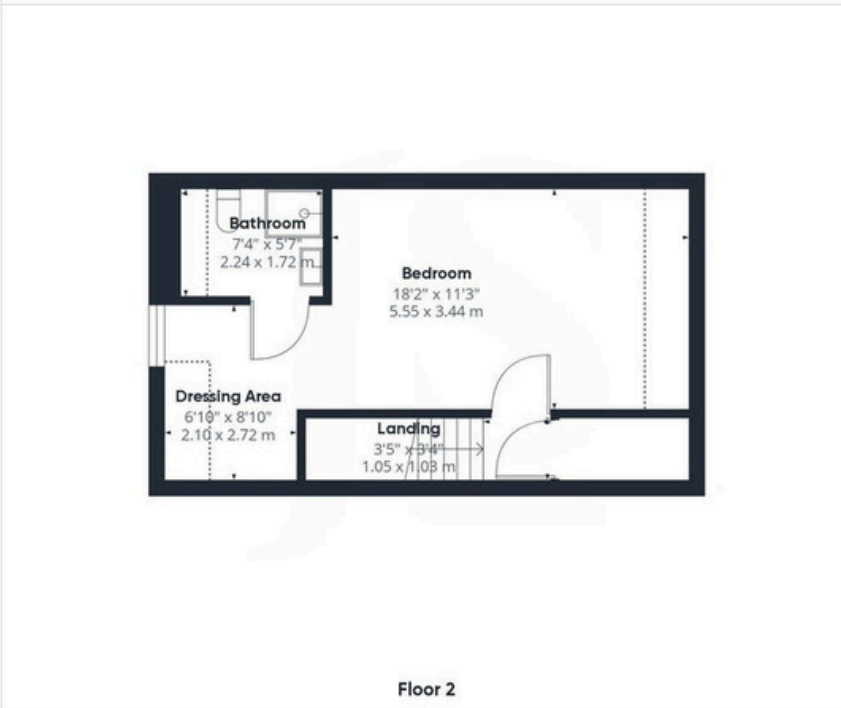 Bathroom
7'4" x 5'7"
2.24 x 1.72 m
Bedroom
18'2" x 11'3"
5.55 x 3.44 m
Dressing Area
6'10" x 8'10"
2.10 x 2.72 m
Landing
3'5" x 3'4"
1.05 x 1.03 m
Floor 2